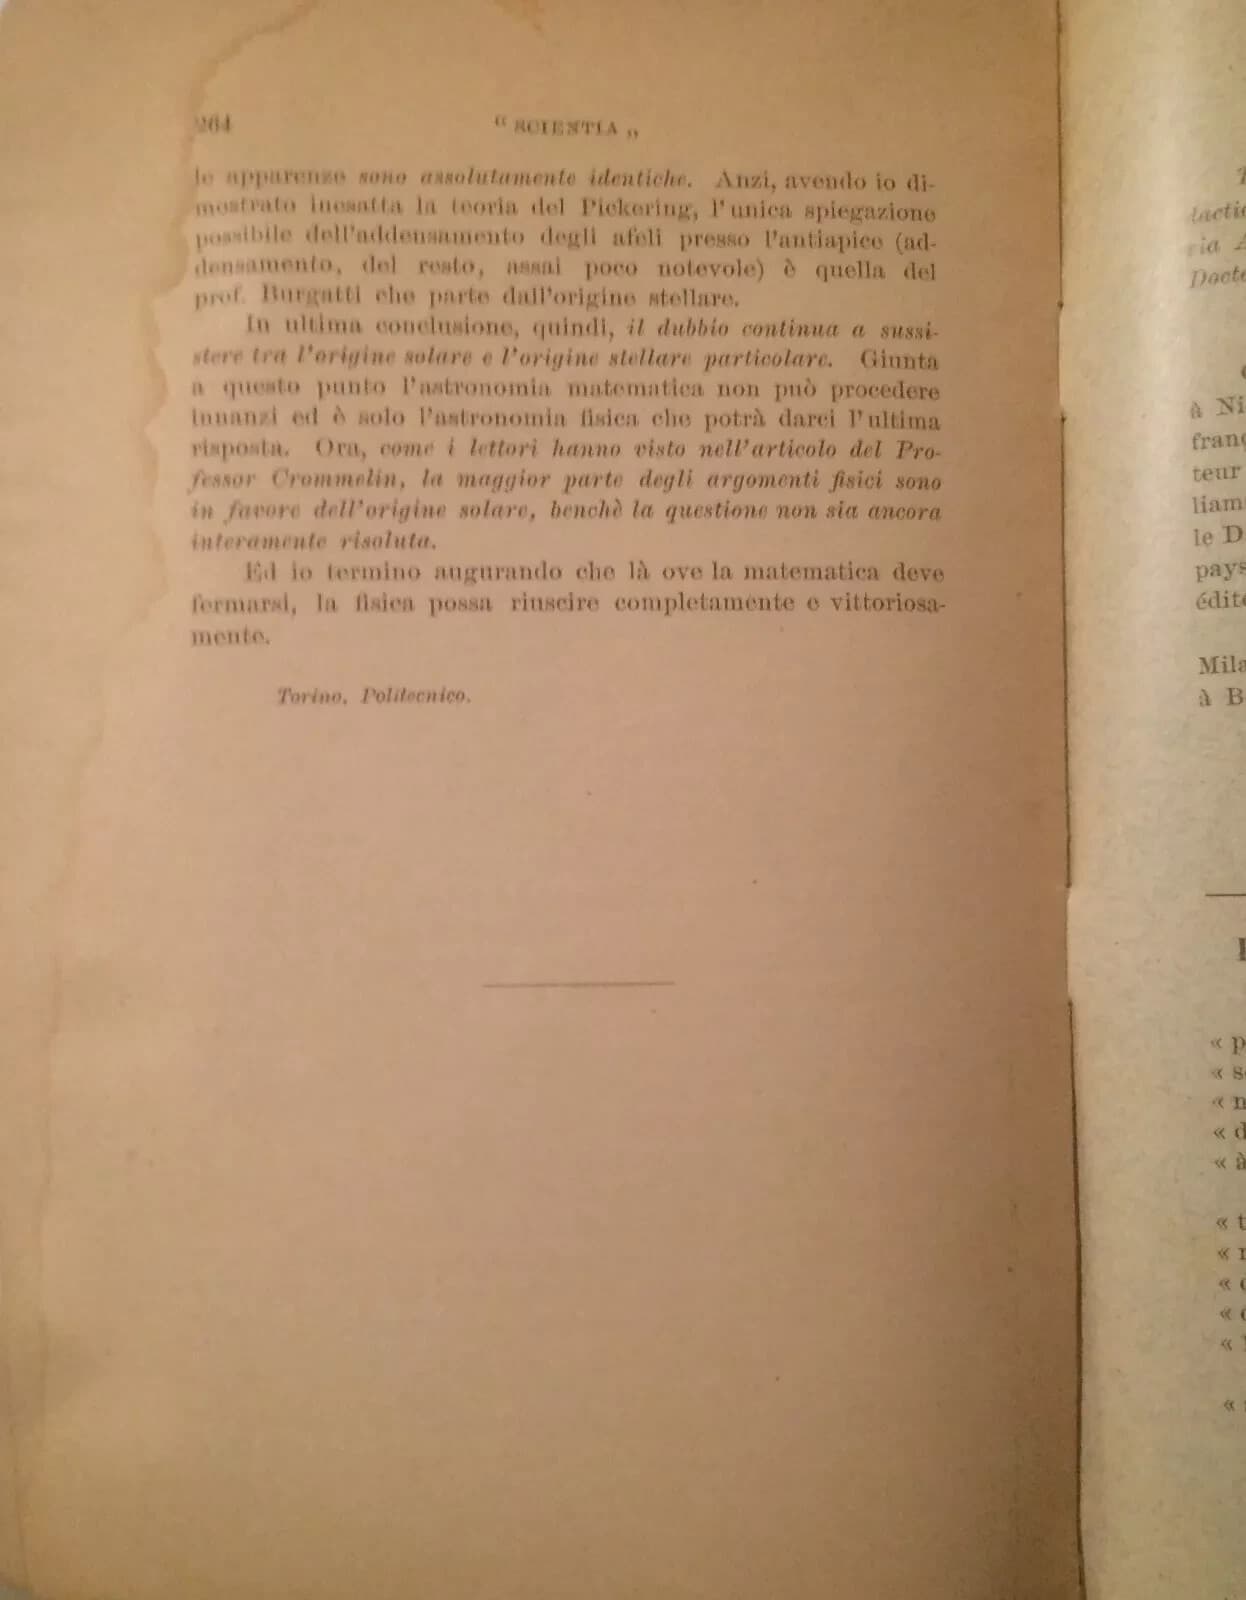 264
“ SCIENTIA „
le apparenze sono assolutamente identiche. Anzi, avendo io di-
mostrato inesatta la teoria del Pickering, l'unica spiegazione
possibile dell'addensamento degli afeli presso l'antiapice (ad-
densamento, del resto, assai poco notevole) è quella del
prof. Burgatti che parte dall'origine stellare.
In ultima conclusione, quindi, il dubbio continua a sussi-
stere tra l'origine solare e l'origine stellare particolare. Giunta
a questo punto l'astronomia matematica non può procedere
innanzi ed è solo l'astronomia fisica che potrà darci l'ultima
risposta. Ora, come i lettori hanno visto nell'articolo del Pro-
fessor Crommelin, la maggior parte degli argomenti fisici sono
in favore dell'origine solare, benchè la questione non sia ancora
interamente risoluta.
Ed io termino augurando che là ove la matematica deve
fermarsi, la fisica possa riuscire completamente e vittoriosa-
mente.
Torino, Politecnico.
tactic
ria A
Docte
à Ni
franç
teur
liam
le D
pays
édite
Mila
à B
« p
« s
« n
« d
« à
« t